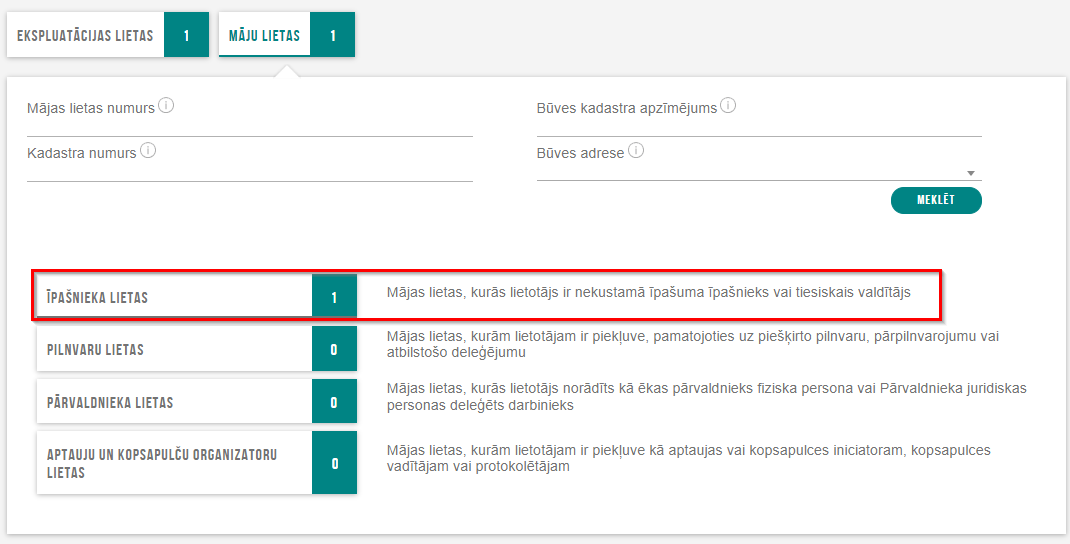 EKSPLUATĀCIJAS LIETAS 1 MĀJU LIETAS 1
Mājas lietas numurs
Būves kadastra apzīmējums
Kadastra numurs
Būves adrese
MEKLĒT
ĪPAŠNIEKA LIETAS 1
Mājas lietas, kurās lietotājs ir nekustamā īpašuma īpašnieks vai tiesiskais valdītājs
PILNVARU LIETAS 0
Mājas lietas, kurām lietotājam ir piekļuve, pamatojoties uz piešķirto pilnvaru, pārpilnvarojumu vai
atbilstošo deleģējumu
PĀRVALDNIEKA LIETAS 0
Mājas lietas, kurās lietotājs norādīts kā ēkas pārvaldnieks fiziska persona vai Pārvaldnieka juridiskas
personas deleģēts darbinieks
APTAUJU UN KOPSAPULČU ORGANIZATORU
LIETAS 0
Mājas lietas, kurām lietotājam ir piekļuve kā aptaujas vai kopsapulces iniciatoram, kopsapulces
vadītājam vai protokolētājam